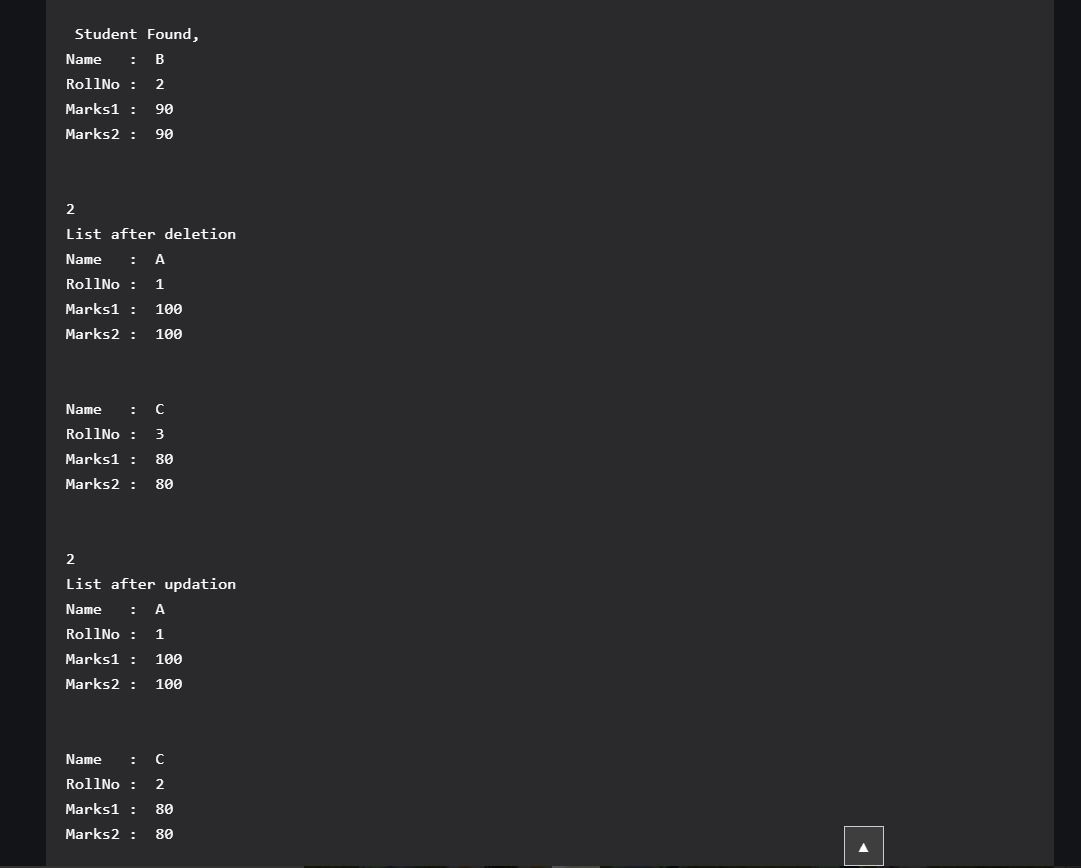 Student Found,
Name   :  B
RollNo :  2
Marks1 :  90
Marks2 :  90
2
List after deletion
Name   :  A
RollNo :  1
Marks1 :  100
Marks2 :  100
Name   :  C
RollNo :  3
Marks1 :  80
Marks2 :  80
2
List after updation
Name   :  A
RollNo :  1
Marks1 :  100
Marks2 :  100
Name   :  C
RollNo :  2
Marks1 :  80
Marks2 :  80